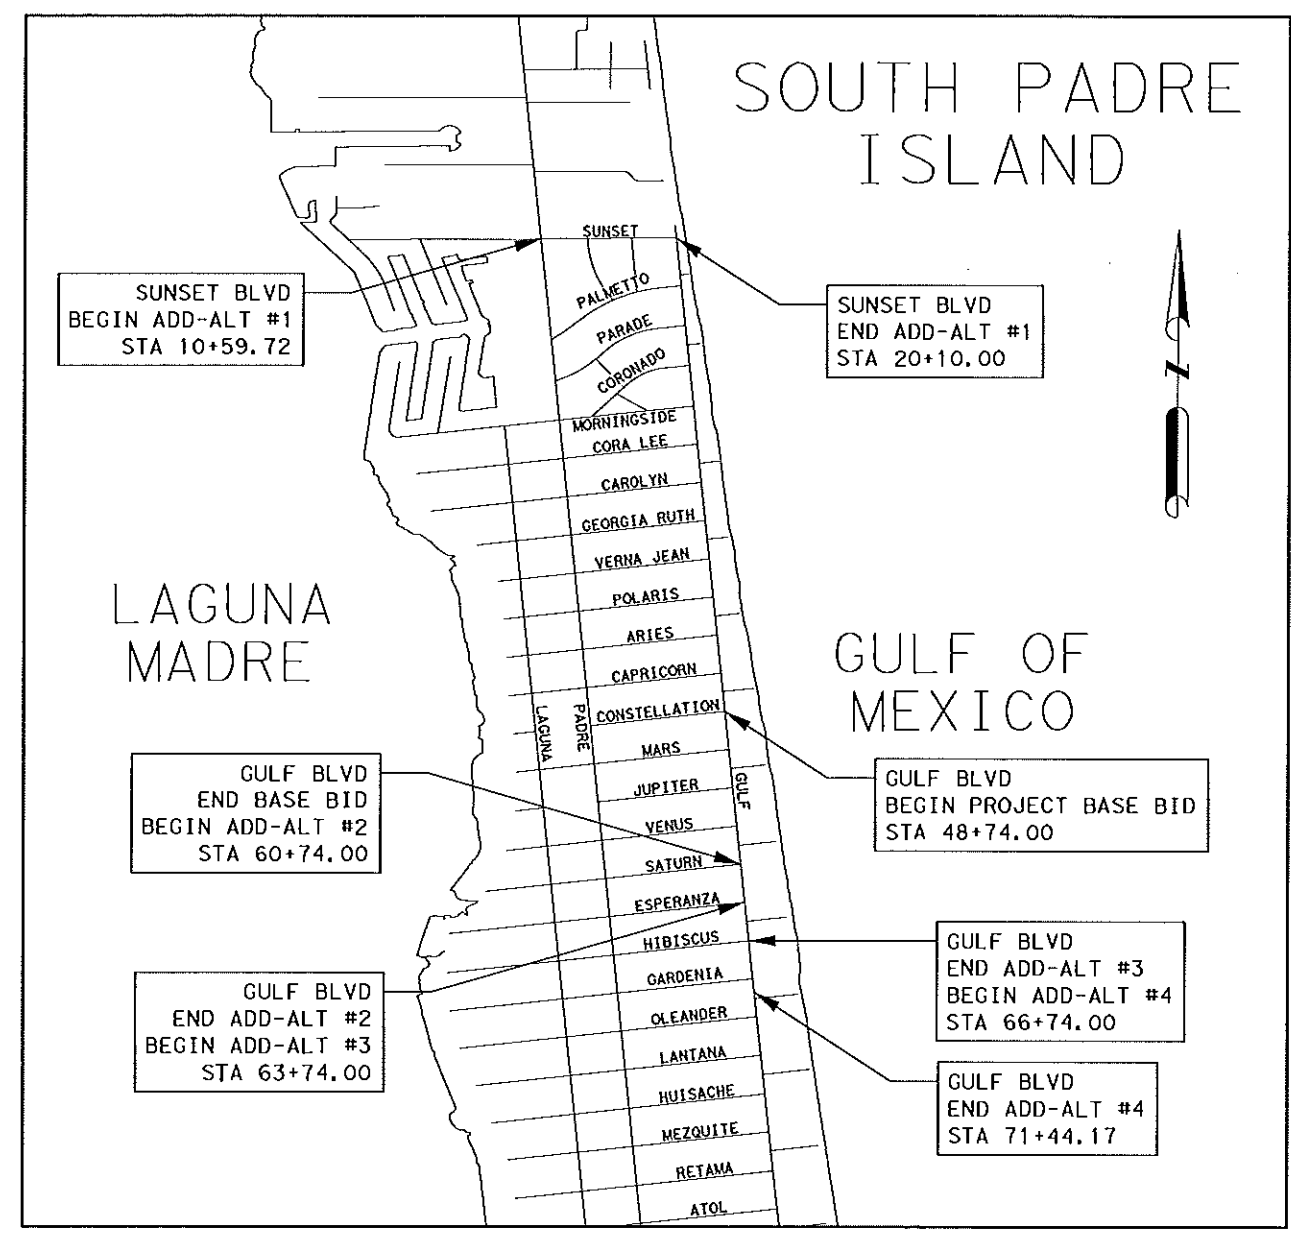 SOUTH PADRE
ISLAND
SUNSET
SUNSET BLVD
BEGIN ADD-ALT #1
STA 10+59.72
SUNSET BLVD
END ADD-ALT #1
STA 20+10.00
PALMETTO
PARADE
CORONADO
MORNINGSIDE
CORA LEE
CAROLYN
GEORGIA RUTH
VERNA JEAN
POLARIS
ARIES
CAPRICORN
CONSTELLATION
MARS
JUPITER
VENUS
SATURN
ESPERANZA
HIBISCUS
GARDENIA
OLEANDER
LANTANA
HUISACHE
MEZQUITE
RETAMA
ATOL
LAGUNA
PADRE
GULF
N
LAGUNA
MADRE
GULF OF
MEXICO
GULF BLVD
END BASE BID
BEGIN ADD-ALT #2
STA 60+74.00
GULF BLVD
BEGIN PROJECT BASE BID
STA 48+74.00
GULF BLVD
END ADD-ALT #2
BEGIN ADD-ALT #3
STA 63+74.00
GULF BLVD
END ADD-ALT #3
BEGIN ADD-ALT #4
STA 66+74.00
GULF BLVD
END ADD-ALT #4
STA 71+44.17